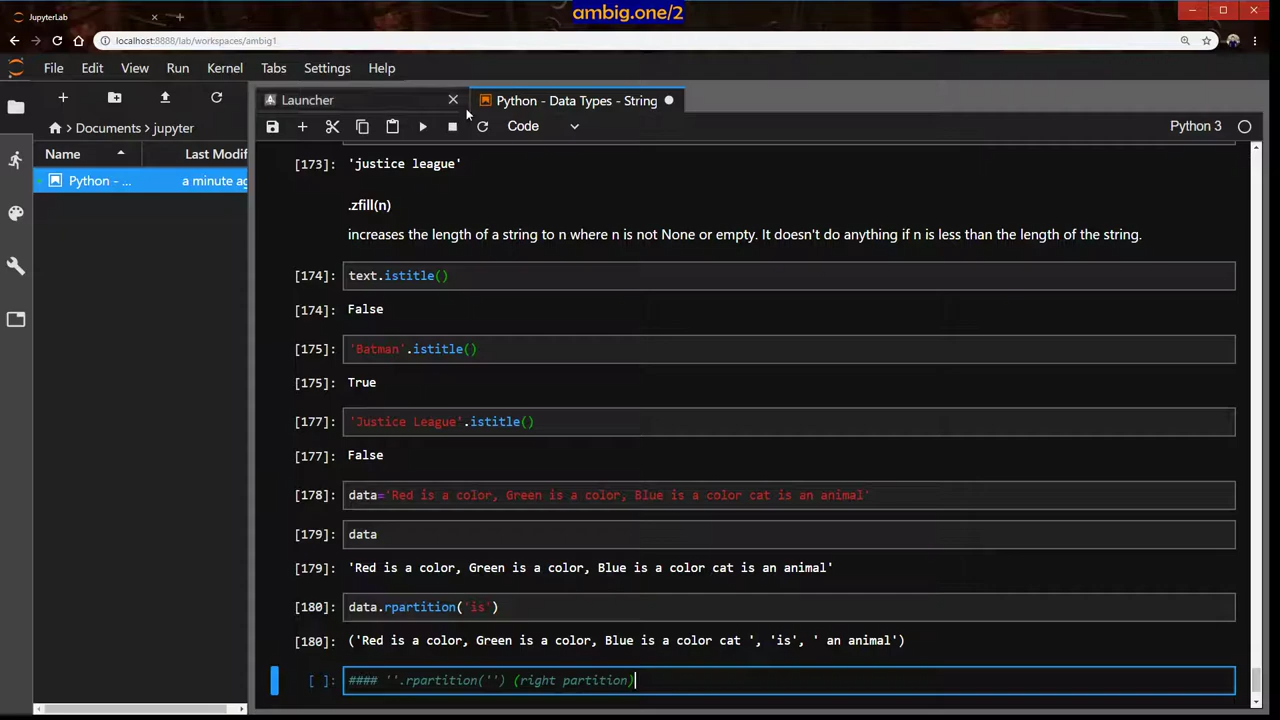 ambig.one/2
JupyterLab
localhost:8888/lab/workspaces/ambig1
File Edit View Run Kernel Tabs Settings Help
Launcher
Python - Data Types - String
Code
Python 3
Documents jupyter
Name Last Modif
Python - ... a minute ag
[173]: 'justice league'
.zfill(n)
increases the length of a string to n where n is not None or empty. It doesn't do anything if n is less than the length of the string.
[174]: text.istitle()
[174]: False
[175]: 'Batman'.istitle()
[175]: True
[177]: 'Justice League'.istitle()
[177]: False
[178]: data='Red is a color, Green is a color, Blue is a color cat is an animal'
[179]: data
[179]: 'Red is a color, Green is a color, Blue is a color cat is an animal'
[180]: data.rpartition('is')
[180]: ('Red is a color, Green is a color, Blue is a color cat ', 'is', ' an animal')
[ ]: #### ''.rpartition('') (right partition)